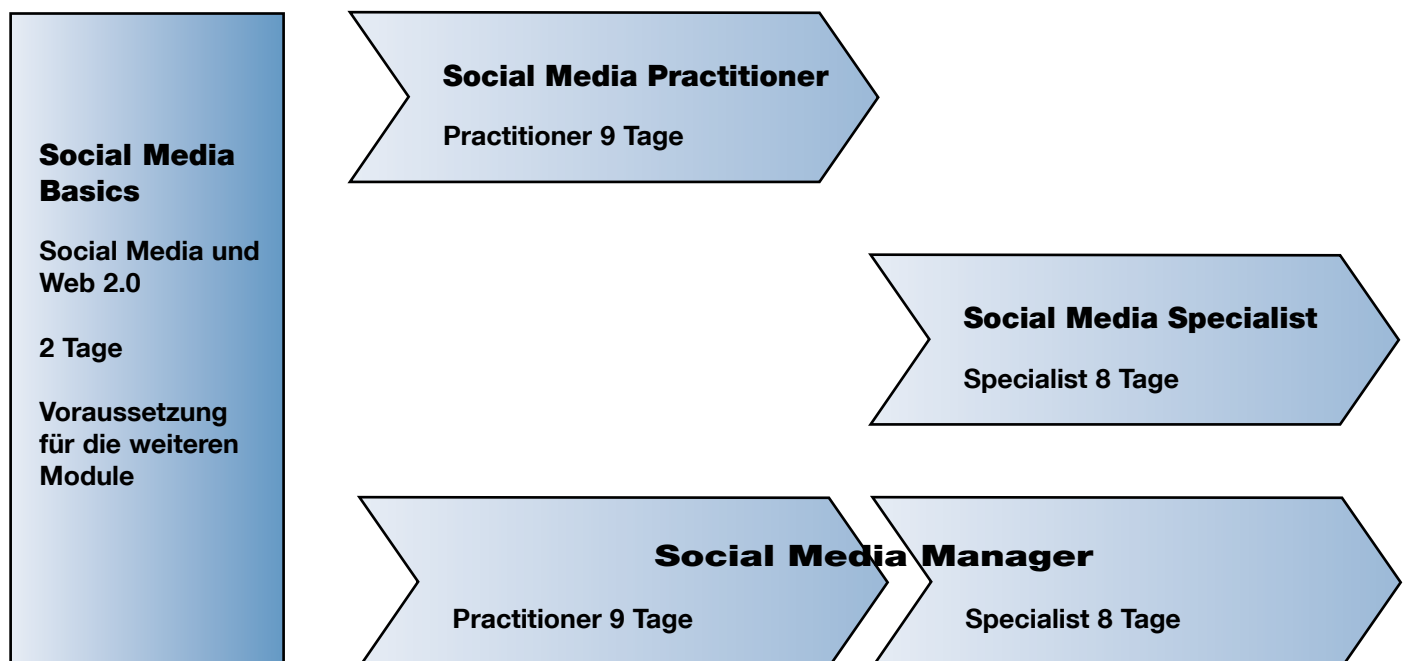 Social Media
Basics
Social Media und
Web 2.0
2 Tage
Voraussetzung
für die weiteren
Module
Social Media Practitioner
Practitioner 9 Tage
Social Media Specialist
Specialist 8 Tage
Social Media Manager
Practitioner 9 Tage
Specialist 8 Tage